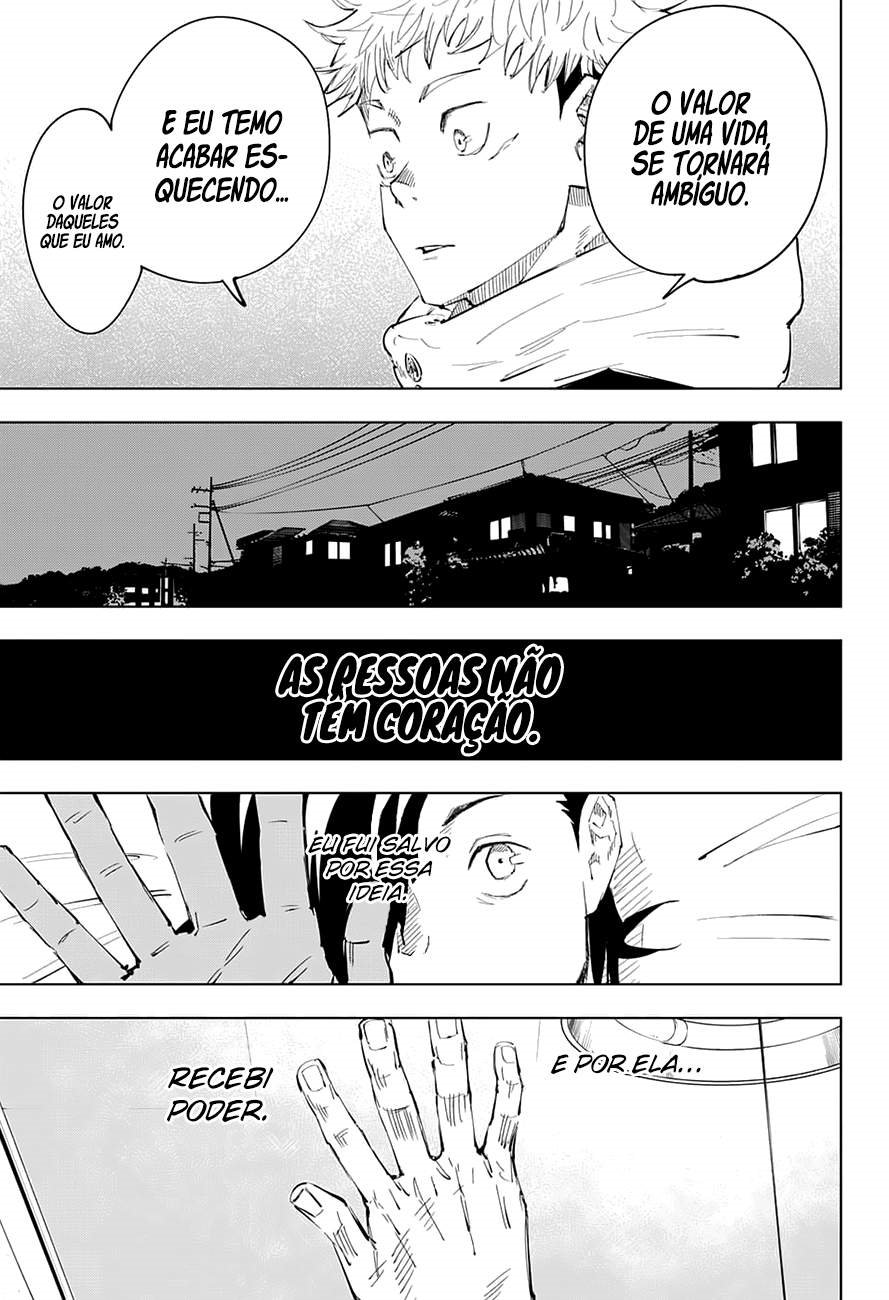 O VALOR
DE UMA VIDA,
SE TORNARÁ
AMBÍGUO.
E EU TEMO
ACABAR ES-
QUECENDO...
O VALOR
DAQUELES
QUE EU AMO.
AS PESSOAS NÃO
TÊM CORAÇÃO.
EU FUI SALVO
POR ESSA
IDEIA.
E POR ELA...
RECEBI
PODER.